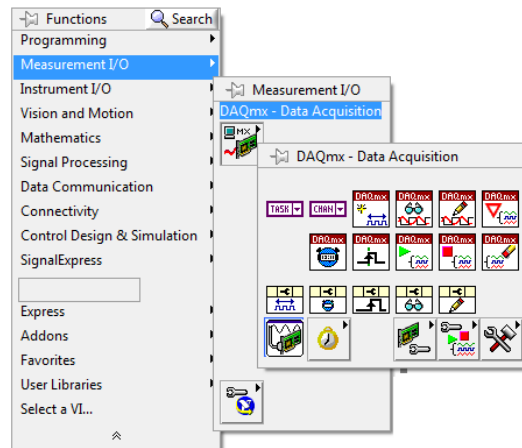 Functions
Search
Programming
Measurement I/O
Instrument I/O
Vision and Motion
Mathematics
Signal Processing
Data Communication
Connectivity
Control Design & Simulation
SignalExpress
Express
Addons
Favorites
User Libraries
Select a VI...
Measurement I/O
DAQmx - Data Acquisition
MX
DAQmx - Data Acquisition
TASK CHAN DAQmx DAQmx DAQmx DAQmx
DAQmx DAQmx DAQmx DAQmx DAQmx